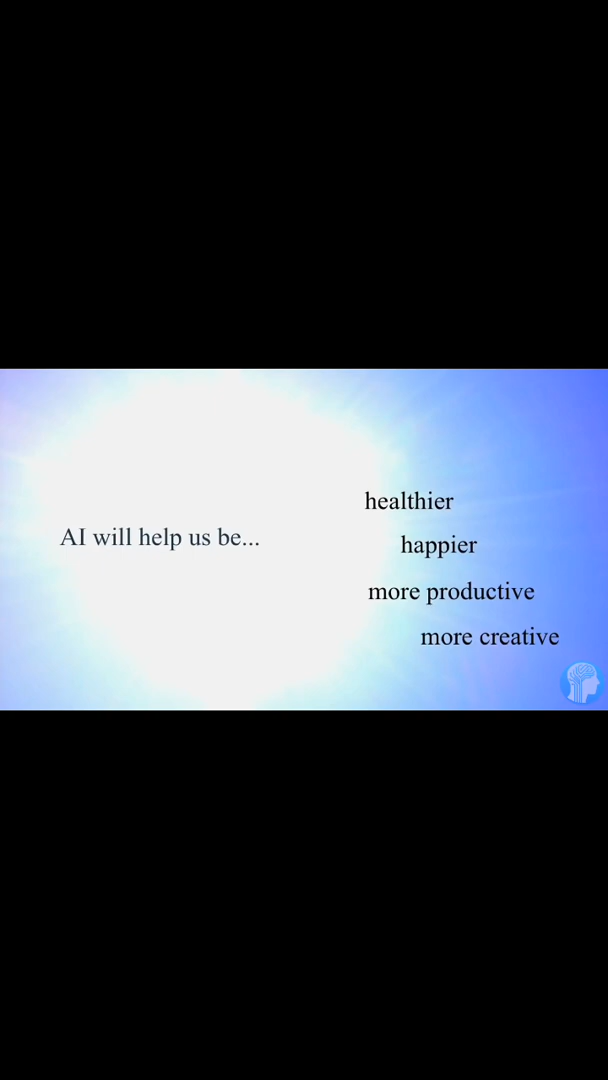 AI will help us be...
healthier
happier
more productive
more creative